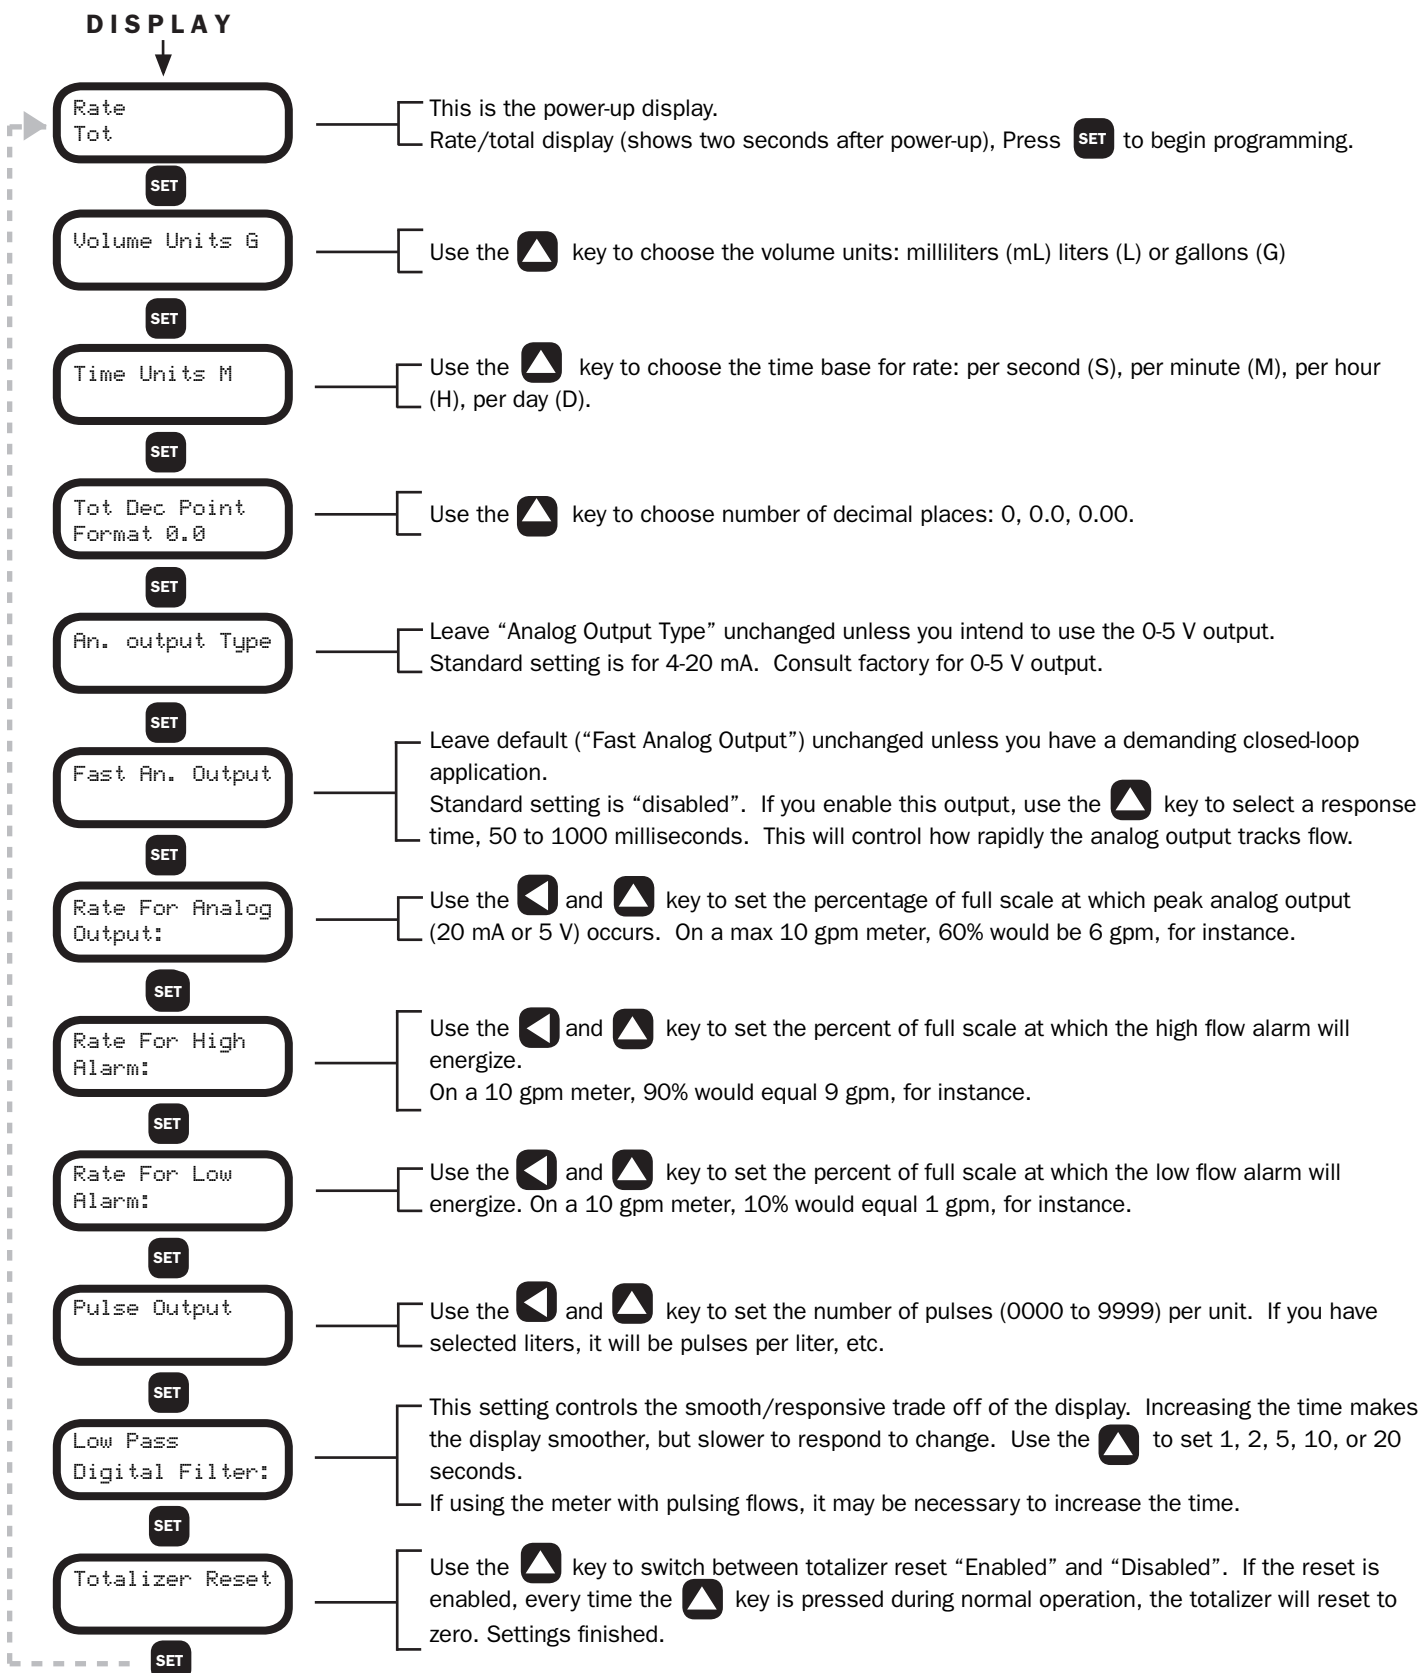 DISPLAY
Rate
Tot
This is the power-up display.
Rate/total display (shows two seconds after power-up), Press SET to begin programming.
SET
Volume Units G
Use the key to choose the volume units: milliliters (mL) liters (L) or gallons (G)
SET
Time Units M
Use the key to choose the time base for rate: per second (S), per minute (M), per hour
(H), per day (D).
SET
Tot Dec Point
Format 0.0
Use the key to choose number of decimal places: 0, 0.0, 0.00.
SET
An. output Type
Leave “Analog Output Type” unchanged unless you intend to use the 0-5 V output.
Standard setting is for 4-20 mA. Consult factory for 0-5 V output.
SET
Fast An. Output
Leave default (“Fast Analog Output”) unchanged unless you have a demanding closed-loop
application.
Standard setting is “disabled”. If you enable this output, use the key to select a response
time, 50 to 1000 milliseconds. This will control how rapidly the analog output tracks flow.
SET
Rate For Analog
Output:
Use the and key to set the percentage of full scale at which peak analog output
(20 mA or 5 V) occurs. On a max 10 gpm meter, 60% would be 6 gpm, for instance.
SET
Rate For High
Alarm:
Use the and key to set the percent of full scale at which the high flow alarm will
energize.
On a 10 gpm meter, 90% would equal 9 gpm, for instance.
SET
Rate For Low
Alarm:
Use the and key to set the percent of full scale at which the low flow alarm will
energize. On a 10 gpm meter, 10% would equal 1 gpm, for instance.
SET
Pulse Output
Use the and key to set the number of pulses (0000 to 9999) per unit. If you have
selected liters, it will be pulses per liter, etc.
SET
Low Pass
Digital Filter:
This setting controls the smooth/responsive trade off of the display. Increasing the time makes
the display smoother, but slower to respond to change. Use the to set 1, 2, 5, 10, or 20
seconds.
If using the meter with pulsing flows, it may be necessary to increase the time.
SET
Totalizer Reset
Use the key to switch between totalizer reset “Enabled” and “Disabled”. If the reset is
enabled, every time the key is pressed during normal operation, the totalizer will reset to
zero. Settings finished.
SET